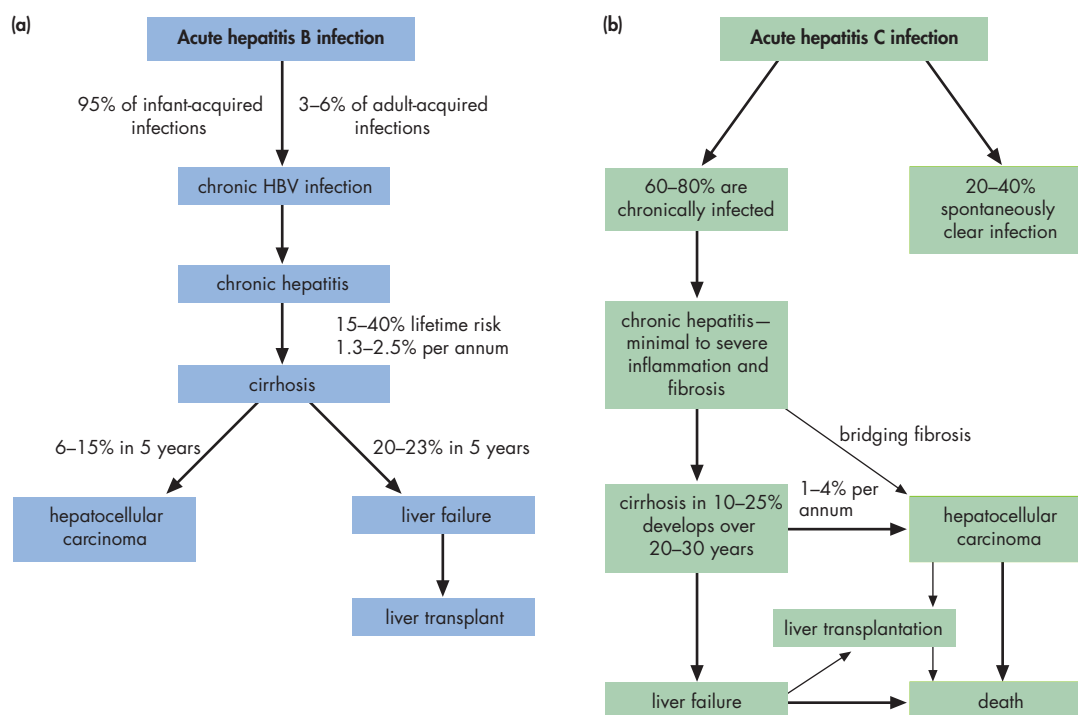 (a)
Acute hepatitis B infection
95% of infant-acquired
infections
3–6% of adult-acquired
infections
chronic HBV infection
chronic hepatitis
15–40% lifetime risk
1.3–2.5% per annum
cirrhosis
6–15% in 5 years
20–23% in 5 years
hepatocellular
carcinoma
liver failure
liver transplant
(b)
Acute hepatitis C infection
60–80% are
chronically infected
20–40%
spontaneously
clear infection
chronic hepatitis—
minimal to severe
inflammation and
fibrosis
bridging fibrosis
cirrhosis in 10–25%
develops over
20–30 years
1–4% per
annum
hepatocellular
carcinoma
liver transplantation
liver failure
death